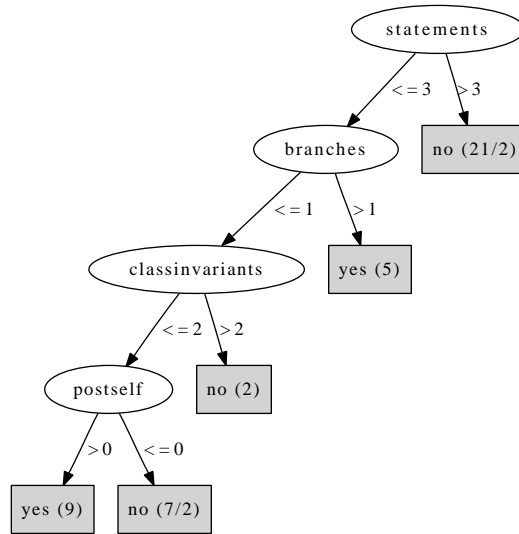 statements
<=3
>3
branches
no (21/2)
<=1
>1
classinvariants
yes (5)
<=2
>2
postself
no (2)
>0
<=0
yes (9)
no (7/2)